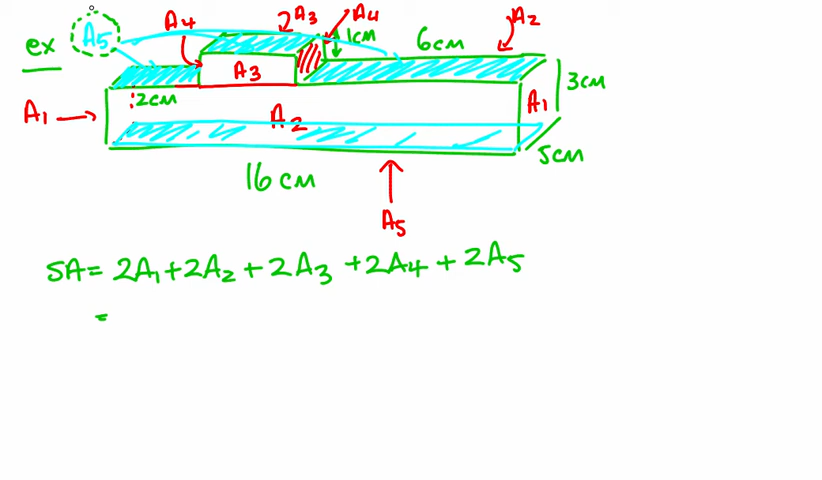 ex
A5
A4
A3
A4
1cm
A2
6cm
A3
2cm
A1
A2
A1
3cm
5cm
16cm
A5
SA = 2A1 + 2A2 + 2A3 + 2A4 + 2A5
=